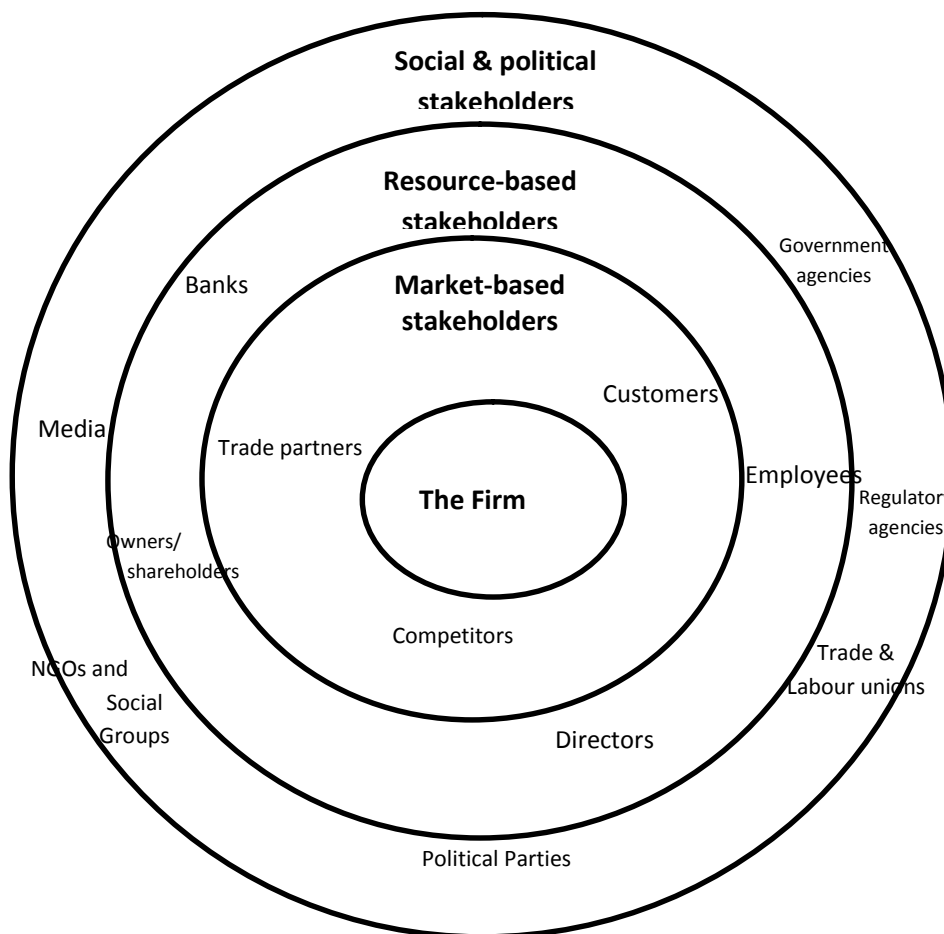 Social & political
stakeholders
Resource-based
stakeholders
Government
agencies
Banks
Market-based
stakeholders
Customers
Media
Trade partners
Employees
The Firm
Regulator
agencies
Owners/
shareholders
Competitors
Trade &
Labour unions
NGOs and
Social
Groups
Directors
Political Parties